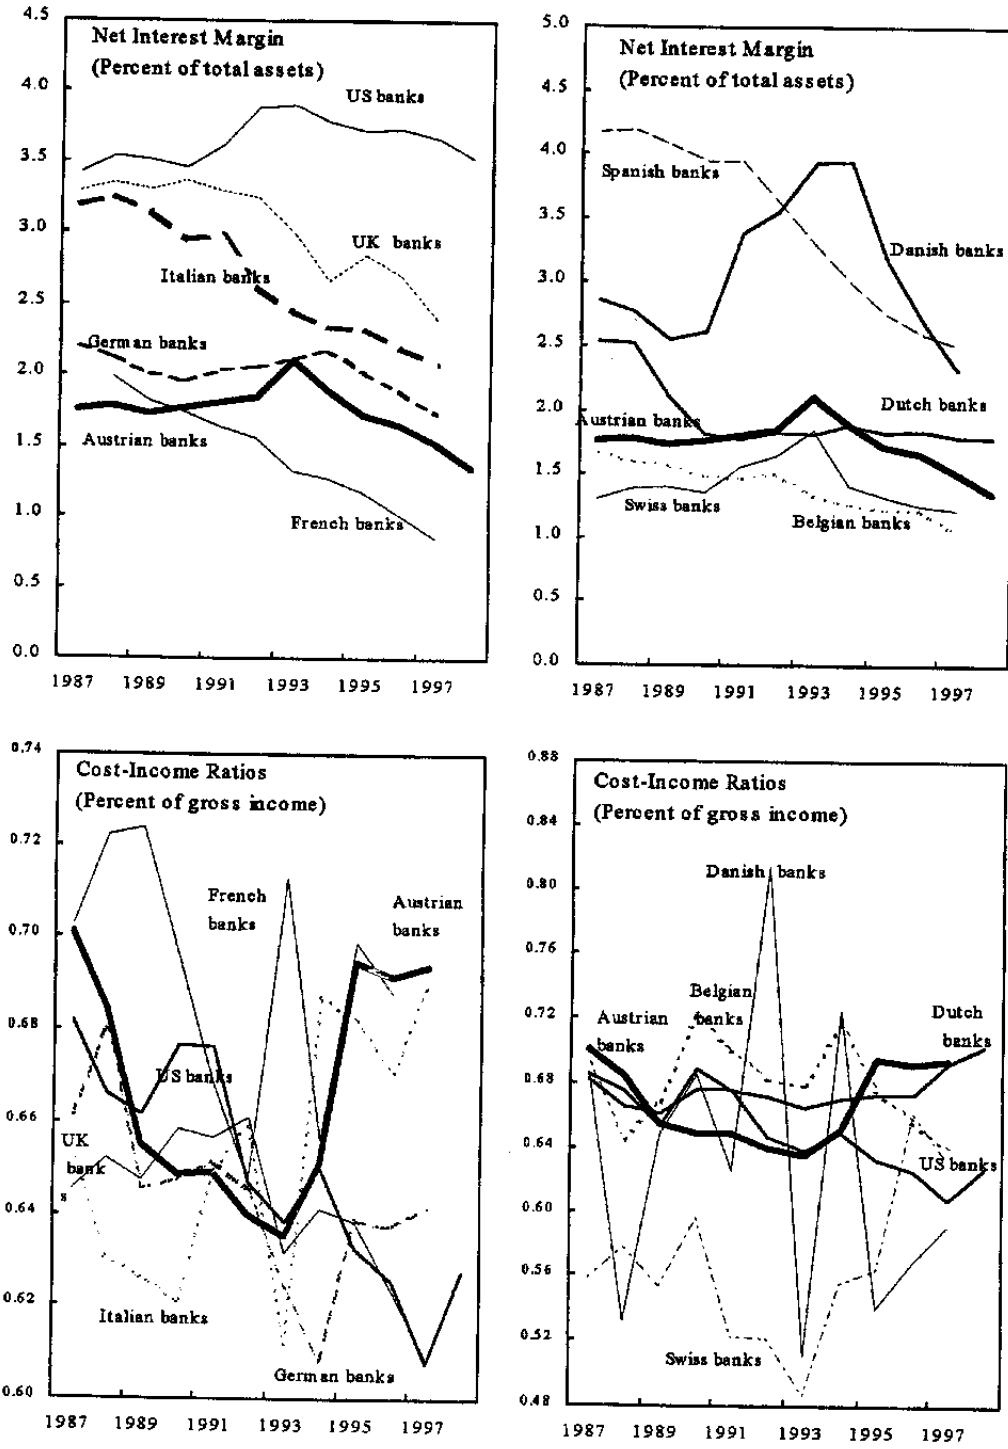 4.5
Net Interest Margin
(Percent of total assets)
4.0
US banks
3.5
3.0
UK banks
Italian banks
2.5
German banks
2.0
Austrian banks
1.5
1.0
French banks
0.5
0.0
1987 1989 1991 1993 1995 1997
5.0
Net Interest Margin
(Percent of total assets)
4.5
4.0
Spanish banks
3.5
Danish banks
3.0
2.5
2.0
Dutch banks
Austrian banks
1.5
Swiss banks
Belgian banks
1.0
0.5
0.0
1987 1989 1991 1993 1995 1997
0.74
Cost-Income Ratios
(Percent of gross income)
0.72
French
banks
Austrian
banks
0.70
0.68
US banks
0.66
UK
bank
s
0.64
0.62
Italian banks
German banks
0.60
1987 1989 1991 1993 1995 1997
0.88
Cost-Income Ratios
(Percent of gross income)
0.84
Danish banks
0.80
0.76
Belgian
banks
0.72
Austrian
banks
Dutch
banks
0.68
0.64
US banks
0.60
0.56
0.52
Swiss banks
0.48
1987 1989 1991 1993 1995 1997